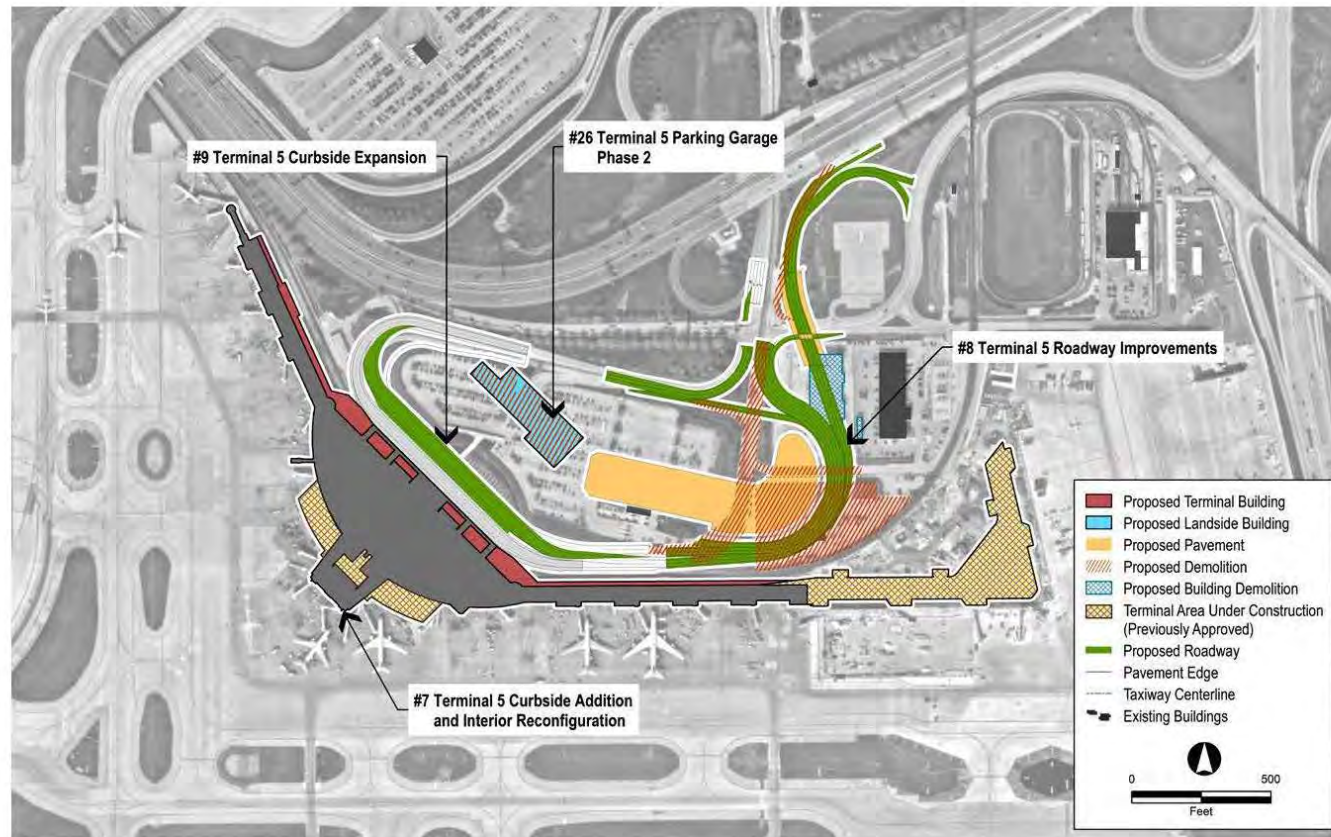 #9 Terminal 5 Curbside Expansion
#26 Terminal 5 Parking Garage
Phase 2
#8 Terminal 5 Roadway Improvements
#7 Terminal 5 Curbside Addition
and Interior Reconfiguration
Proposed Terminal Building
Proposed Landside Building
Proposed Pavement
Proposed Demolition
Proposed Building Demolition
Terminal Area Under Construction
(Previously Approved)
Proposed Roadway
Pavement Edge
Taxiway Centerline
Existing Buildings
0 500
Feet